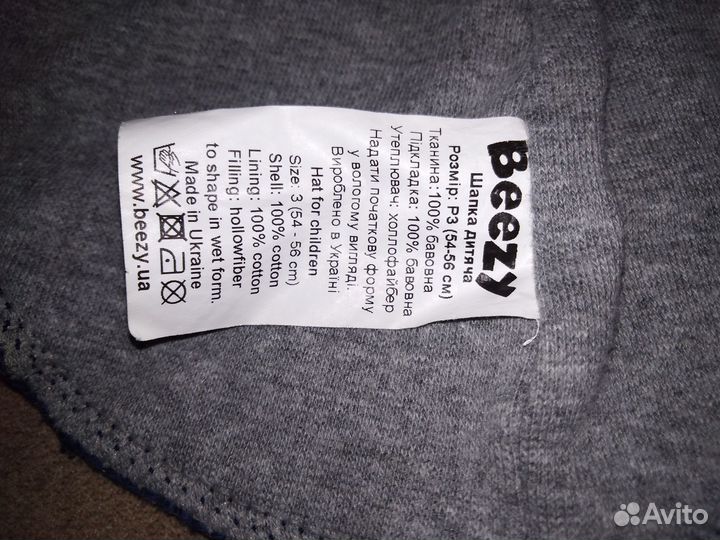 Beezy
Шапка дитяча
Розмір: Р3 (54-56 см)
Тканина:100% бавовна
Підкладка: 100% бавовна
Утеплювач: холлофайбер
Надати початкову форму
у вологому вигляді.
Вироблено в Україні
Hat for children
Size: 3 (54 - 56 cm)
Shell: 100% cotton
Lining: 100% cotton
Filling: hollowfiber
to shape in wet form.
Made in Ukraine
www.beezy.ua
Avito